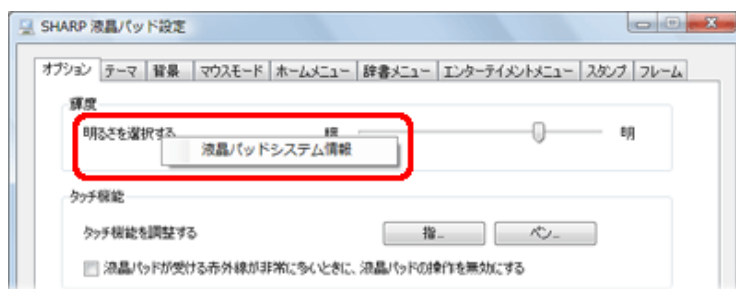 SHARP 液晶パッド設定
オプション テーマ 背景 マウスモード ホームメニュー 辞書メニュー エンターテイメントメニュー スタンプ フレーム
輝度
明るさを選択する 暗 明
液晶パッドシステム情報
タッチ機能
タッチ機能を調整する 指... ペン...
液晶パッドが受ける赤外線が非常に多いときに、液晶パッドの操作を無効にする